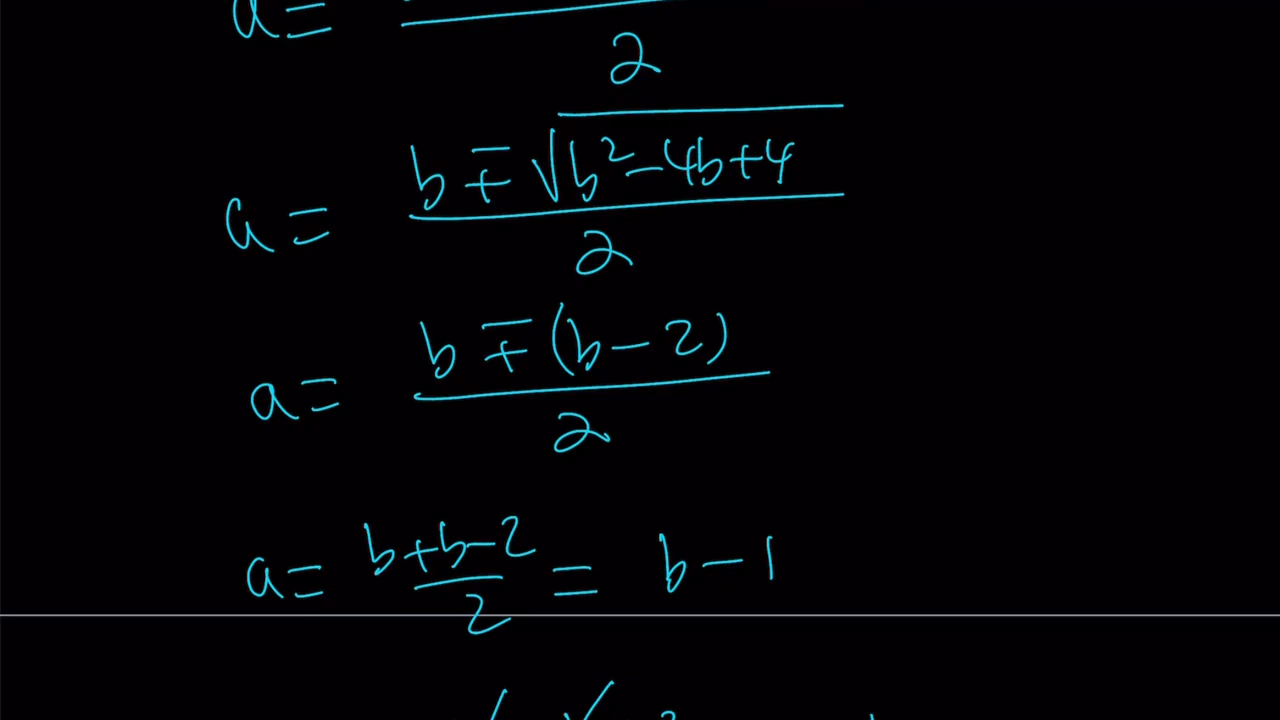 a =
2
a = b ∓ √(b² - 4b + 4) / 2
a = b ∓ (b - 2) / 2
a = b + b - 2 / 2 = b - 1